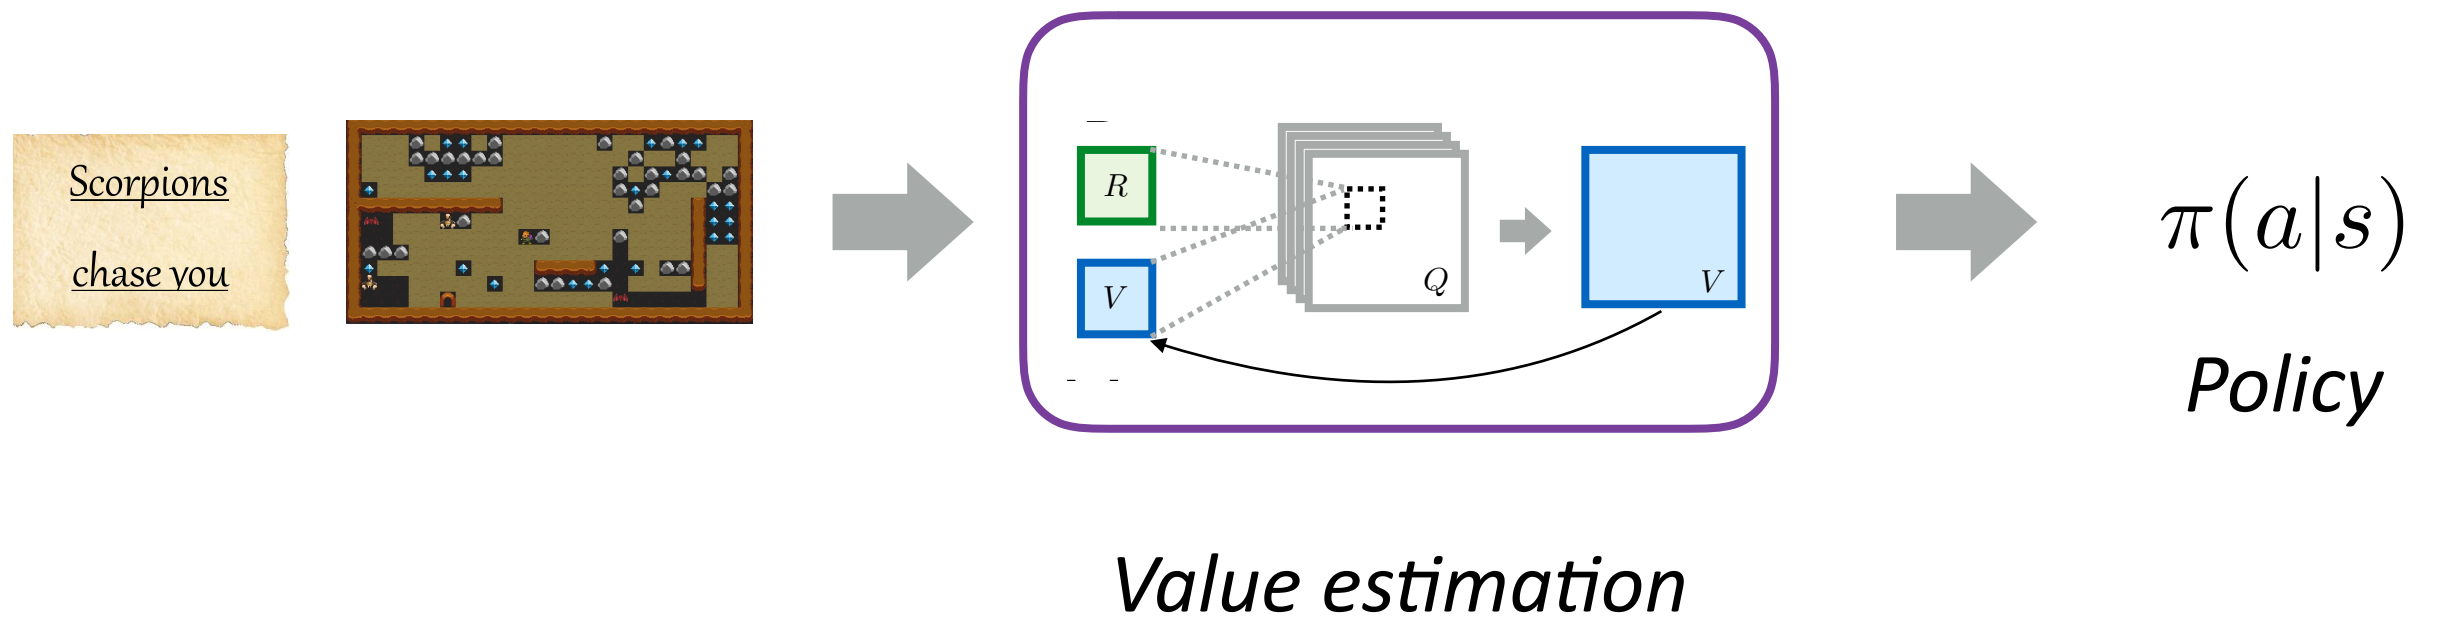 Scorpions
chase you
R
V
Q
V
π(a|s)
Policy
Value estimation